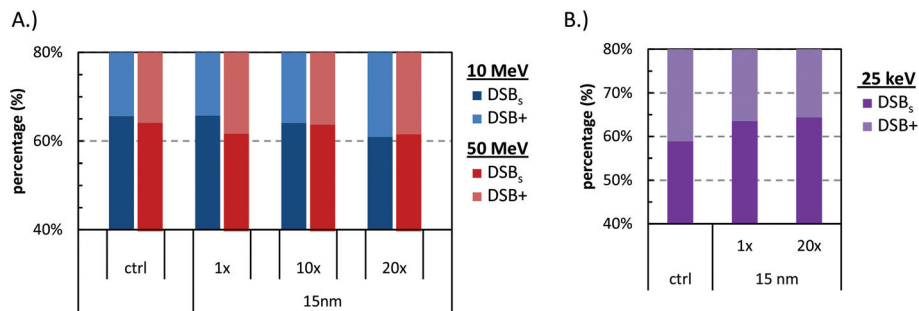 A.)
80%
60%
40%
percentage (%)
ctrl
1x
10x
20x
15nm
10 MeV
DSBs
DSB+
50 MeV
DSBs
DSB+
B.)
80%
70%
60%
50%
40%
percentage (%)
ctrl
1x
20x
15 nm
25 keV
DSBs
DSB+